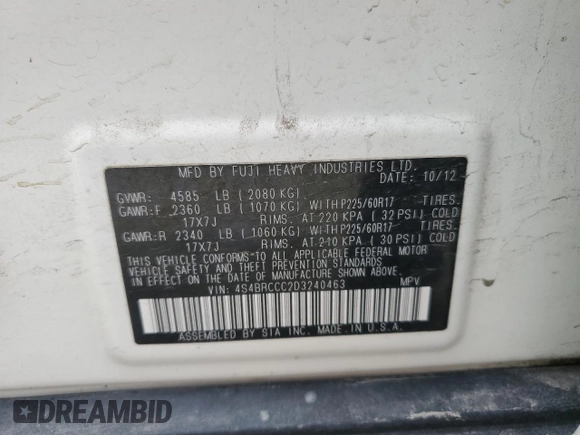 MFD BY FUJI HEAVY INDUSTRIES LTD.
DATE: 10/12
GVWR: 4585 LB ( 2080 KG)
GAWR:F 2360 LB ( 1070 KG) WITH P225/60R17 TIRES.
17X7J RIMS. AT 220 KPA ( 32 PSI) COLD
GAWR:R 2340 LB ( 1060 KG) WITH P225/60R17 TIRES.
17X7J RIMS. AT 210 KPA ( 30 PSI) COLD
THIS VEHICLE CONFORMS TO ALL APPLICABLE FEDERAL MOTOR
VEHICLE SAFETY AND THEFT PREVENTION STANDARDS IN
EFFECT ON THE DATE OF MANUFACTURE SHOWN ABOVE.
VIN: 4S4BRCCC2D3240463 MPV
ASSEMBLED BY SIA INC. MADE IN U.S.A.
DREAMBID